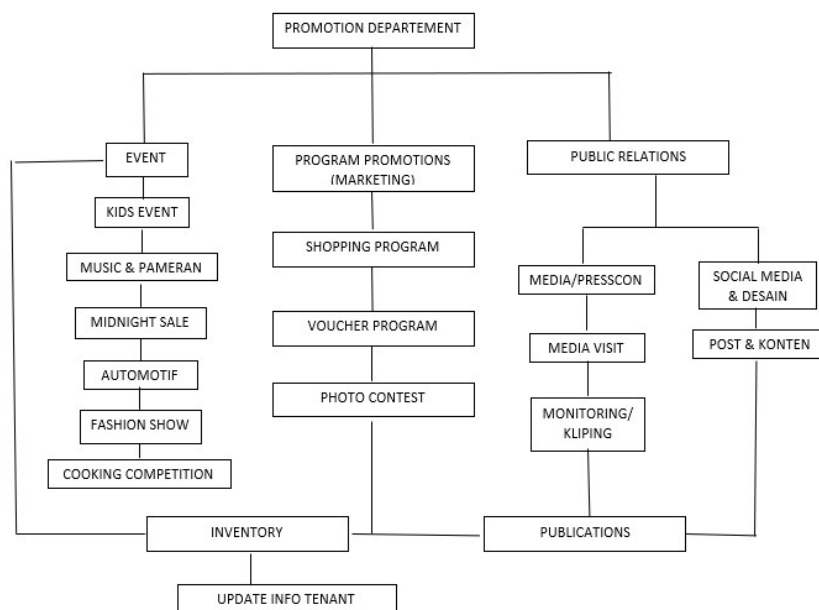 PROMOTION DEPARTEMENT
EVENT
PROGRAM PROMOTIONS
(MARKETING)
PUBLIC RELATIONS
KIDS EVENT
SHOPPING PROGRAM
MUSIC & PAMERAN
MEDIA/PRESSCON
SOCIAL MEDIA
& DESAIN
MIDNIGHT SALE
VOUCHER PROGRAM
MEDIA VISIT
POST & KONTEN
AUTOMOTIF
PHOTO CONTEST
FASHION SHOW
MONITORING/
KLIPING
COOKING COMPETITION
INVENTORY
PUBLICATIONS
UPDATE INFO TENANT